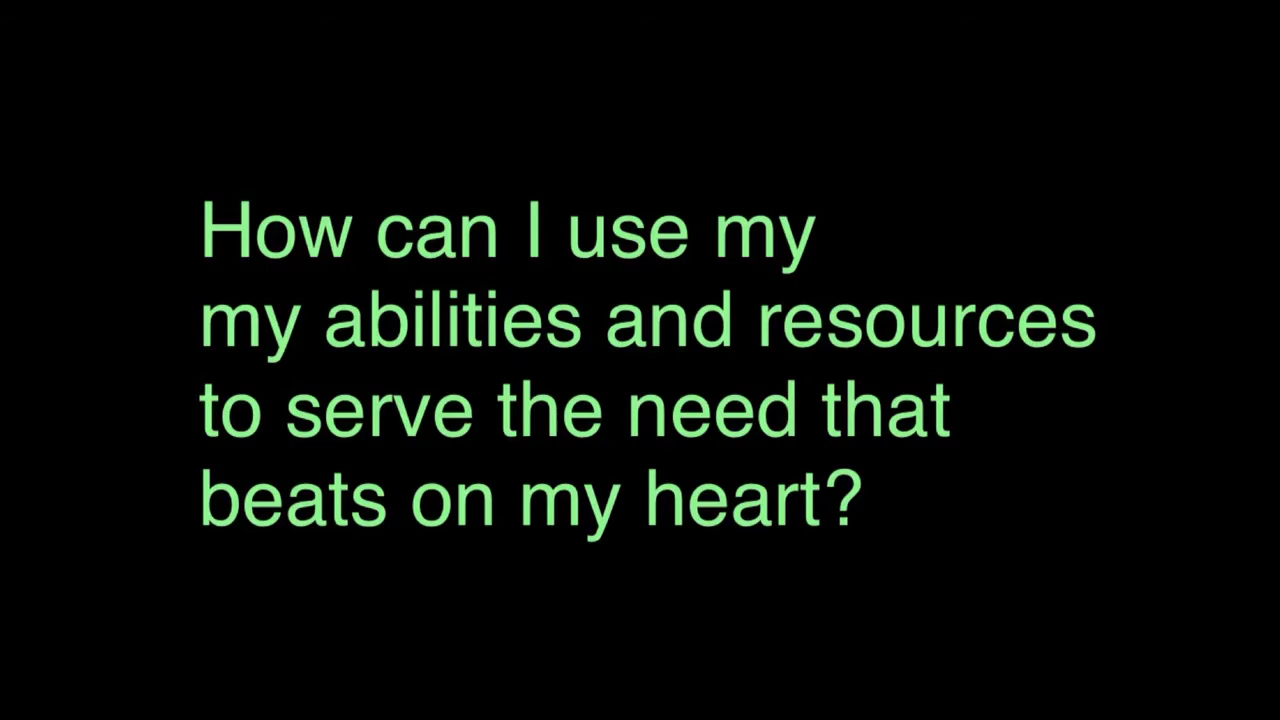 How can I use my
my abilities and resources
to serve the need that
beats on my heart?